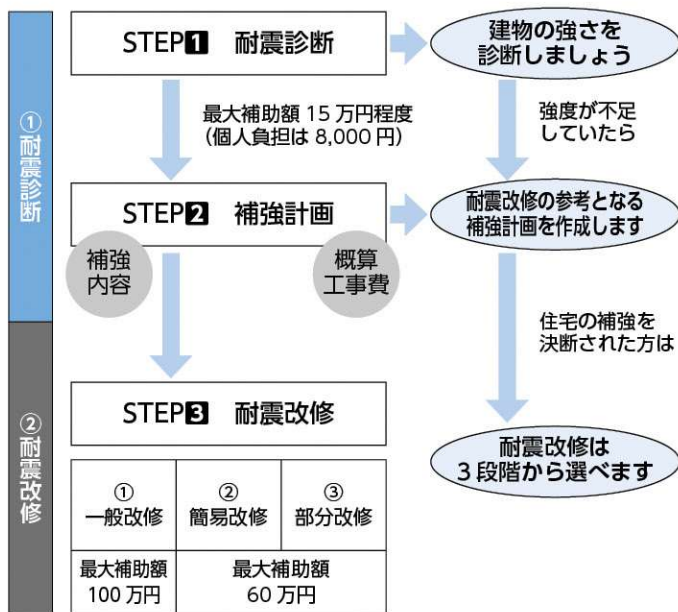 ①耐震診断
STEP1 耐震診断
建物の強さを
診断しましょう
最大補助額 15 万円程度
（個人負担は 8,000 円）
強度が不足
していたら
STEP2 補強計画
耐震改修の参考となる
補強計画を作成します
補強
内容
概算
工事費
住宅の補強を
決断された方は
②耐震改修
STEP3 耐震改修
耐震改修は
3 段階から選べます
①
一般改修
②
簡易改修
③
部分改修
最大補助額
100 万円
最大補助額
60 万円